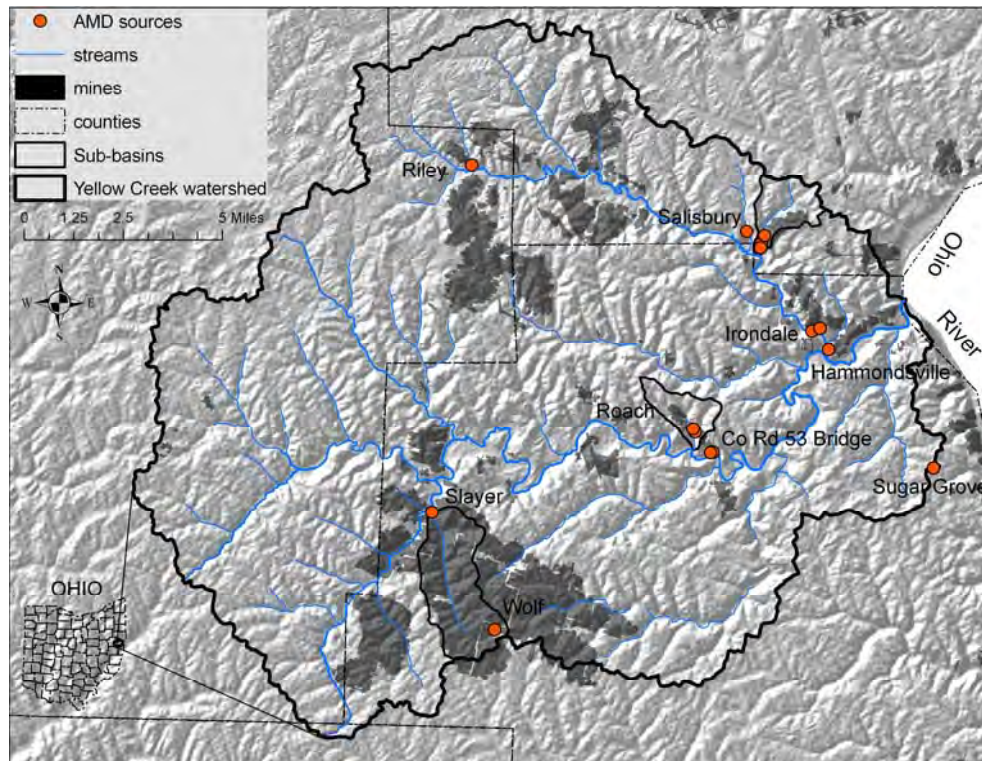 AMD sources
streams
mines
counties
Sub-basins
Yellow Creek watershed
0 1.25 2.5 5 Miles
N
W E
S
Riley
Salisbury
Ohio
River
Irondale
Hammondsville
Roach
Co Rd 53 Bridge
Sugar Grove
Slayer
Wolf
OHIO